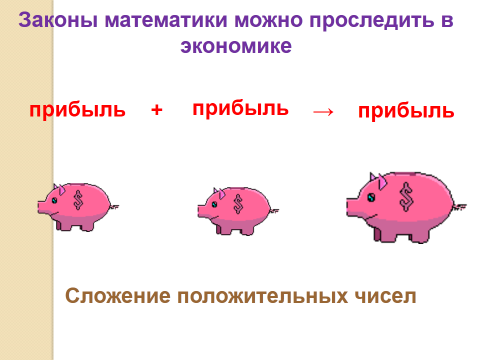 Законы математики можно проследить в
экономике
прибыль + прибыль → прибыль
$ $ $
Сложение положительных чисел